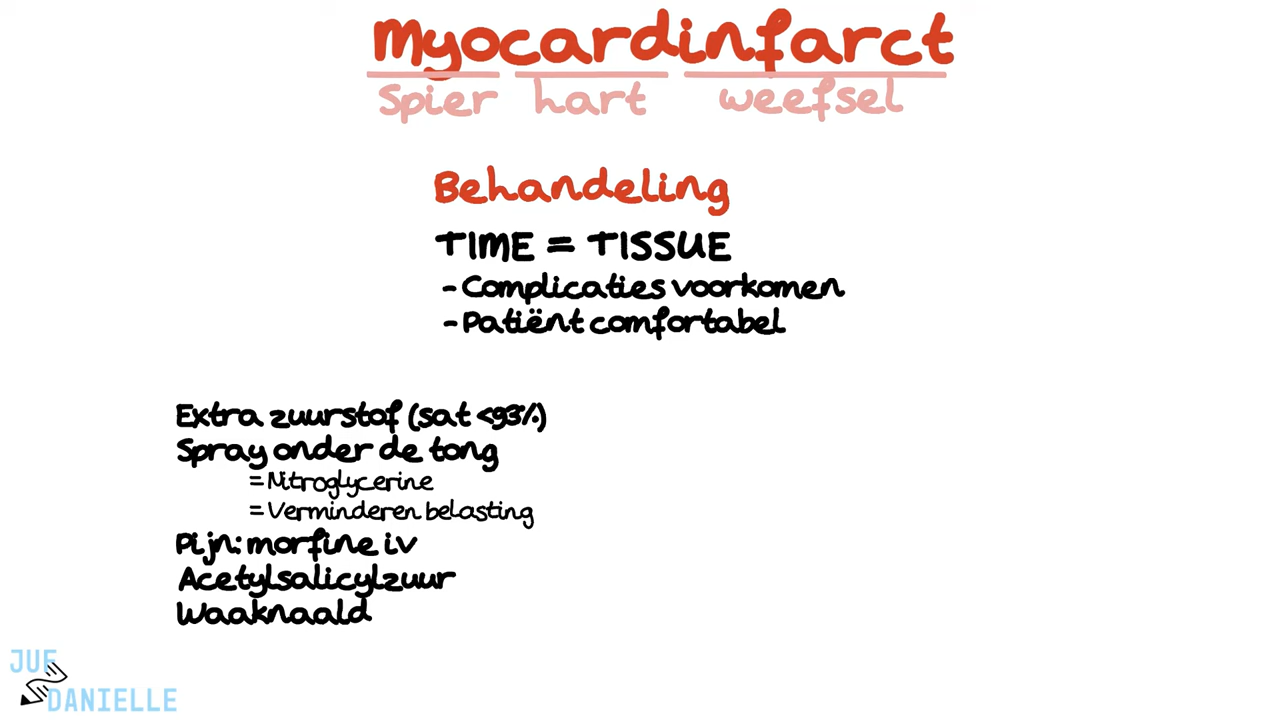 Myocardinfarct
Spier hart weefsel
Behandeling
TIME = TISSUE
- Complicaties voorkomen
- Patiënt comfortabel
Extra zuurstof (sat <93%)
Spray onder de tong
= Nitroglycerine
= Verminderen belasting
Pijn: morfine iv
Acetylsalicylzuur
Waaknaald
JUF
DANIELLE